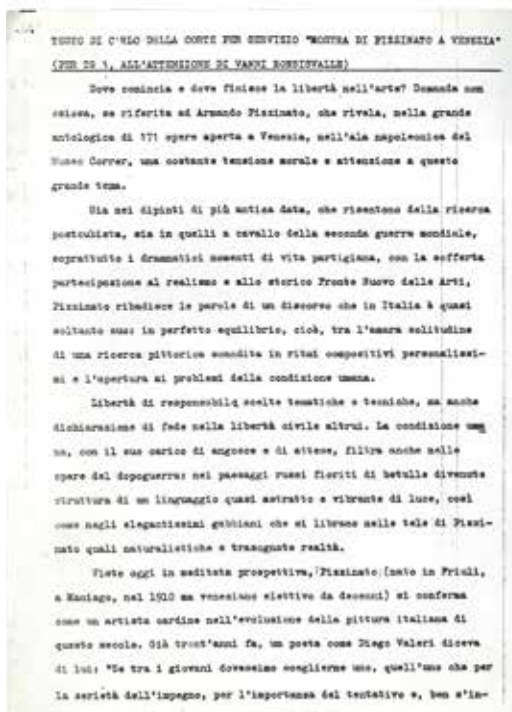 TESTO DI C*RLO DELLA CORTE PER SERVIZIO "MOSTRA DI PIZZINATO A VENEZIA"
(PER TG 1, ALL'ATTENZIONE DI VANNI RONSISVALLE)
Dove comincia e dove finisce la libertà nell'arte? Domanda non
oziosa, se riferita ad Armando Pizzinato, che rivela, nella grande
antologica di 171 opere aperta a Venezia, nell'ala napoleonica del
Museo Correr, una costante tensione morale e attenzione a questo
grande tema.
Sia nei dipinti di più antica data, che risentono della ricerca
postcubista, sia in quelli a cavallo della seconda guerra mondiale,
soprattutto i drammatici momenti di vita partigiana, con la sofferta
partecipazione al realismo e allo storico Fronte Nuovo delle Arti,
Pizzinato ribadisce le parole di un discorso che in Italia è quasi
soltanto suo: in perfetto equilibrio, cioè, tra l'amara solitudine
di una ricerca pittorica scandita in ritmi compositivi personalissi-
mi e l'apertura ai problemi della condizione umana.
Libertà di responsabilq scelte tematiche e tecniche, ma anche
dichiarazione di fede nella libertà civile altrui. La condizione uma
na, con il suo carico di angosce e di attese, filtra anche nelle
opere del dopoguerra: nei paesaggi russi fioriti di betulle divenute
struttura di un linguaggio quasi astratto e vibrante di luce, così
come negli elegantissimi gabbiani che si librano nelle tele di Pizzi-
nato quali naturalistiche e trasognate realtà.
Visto oggi in meditata prospettiva, Pizzinato (nato in Friuli,
a Maniago, nel 1910 ma veneziano elettivo da decenni) si conferma
come un artista cardine nell'evoluzione della pittura italiana di
questo secolo. Già trent'anni fa, un poeta come Diego Valeri diceva
di lui: "Se tra i giovani dovessimo sceglierne uno, quell'uno che per
la serietà dell'impegno, per l'importanza del tentativo e, ben s'in-